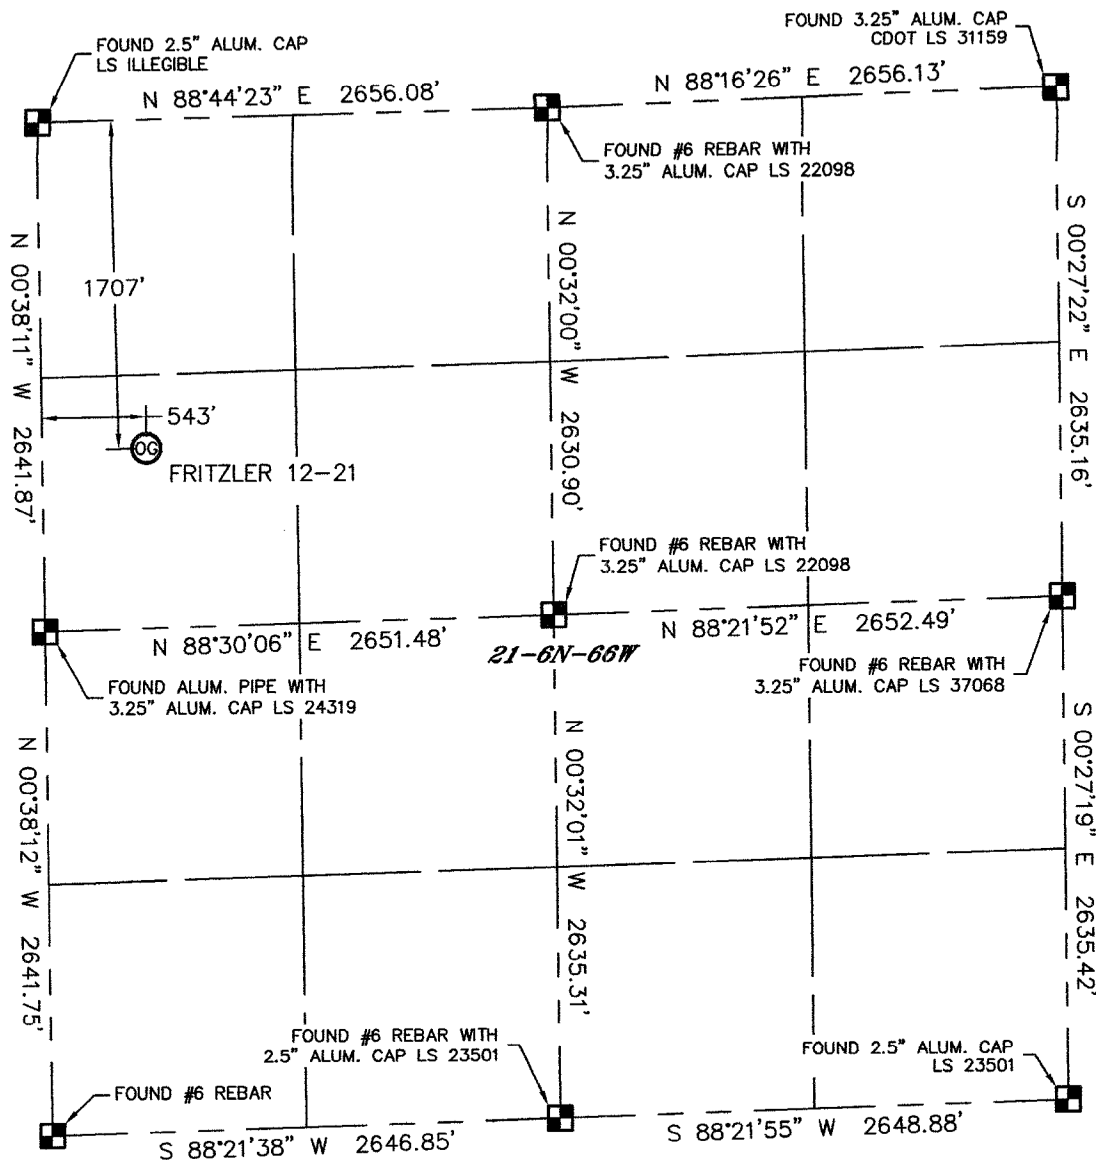 FOUND 2.5" ALUM. CAP
LS ILLEGIBLE
FOUND 3.25" ALUM. CAP
CDOT LS 31159
N 88°44'23" E 2656.08'
N 88°16'26" E 2656.13'
FOUND #6 REBAR WITH
3.25" ALUM. CAP LS 22098
N 00°38'11" W 2641.87'
1707'
N 00°32'00" W 2630.90'
S 00°27'22" E 2635.16'
543'
OG
FRITZLER 12-21
FOUND #6 REBAR WITH
3.25" ALUM. CAP LS 22098
N 88°30'06" E 2651.48'
N 88°21'52" E 2652.49'
21-6N-66W
FOUND #6 REBAR WITH
3.25" ALUM. CAP LS 37068
FOUND ALUM. PIPE WITH
3.25" ALUM. CAP LS 24319
N 00°38'12" W 2641.75'
N 00°32'01" W 2635.31'
S 00°27'19" E 2635.42'
FOUND #6 REBAR WITH
2.5" ALUM. CAP LS 23501
FOUND 2.5" ALUM. CAP
LS 23501
FOUND #6 REBAR
S 88°21'38" W 2646.85'
S 88°21'55" W 2648.88'